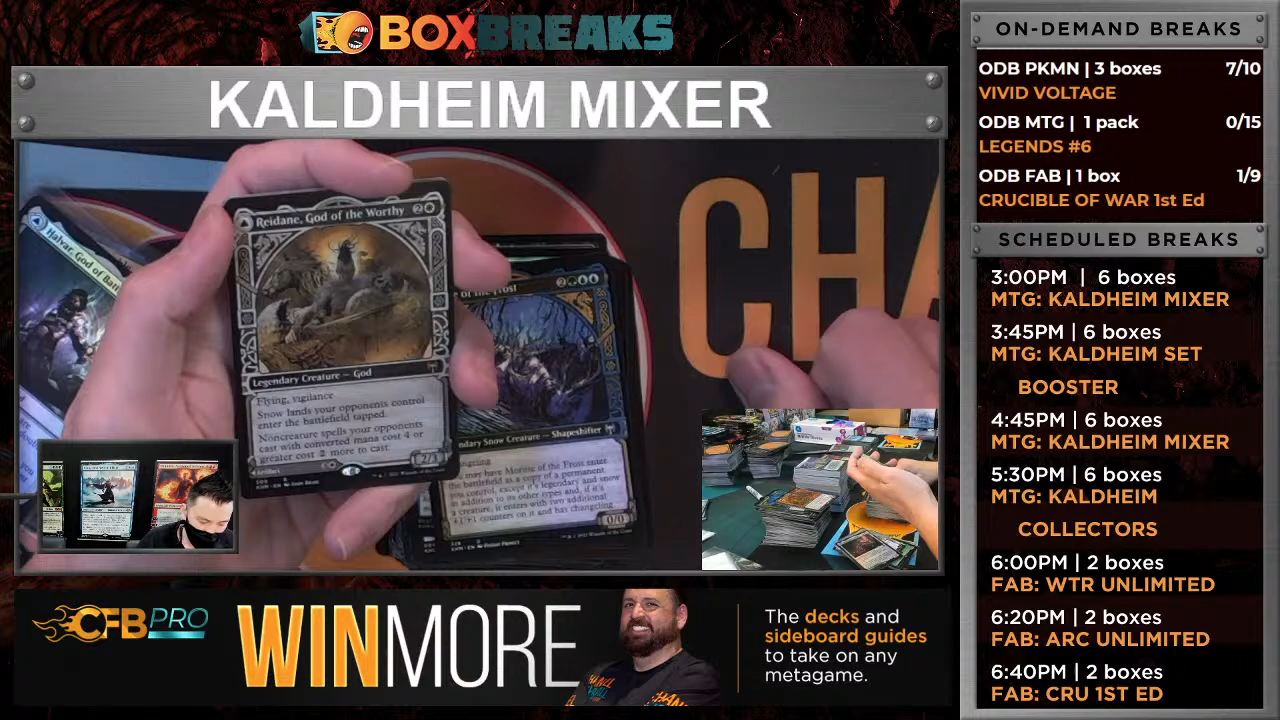 BOXBREAKS
KALDHEIM MIXER
Halvar, God of Batt
Reidane, God of the Worthy
2
Legendary Creature — God
Flying, vigilance
Snow lands your opponents control
enter the battlefield tapped.
Noncreature spells your opponents
cast with converted mana cost 4 or
greater cost 2 more to cast.
2/3
of the Frost
2
ndary Snow Creature — Shapeshifter
may have Moritte of the Frost enter
the battlefield as a copy of a permanent
you control, except it's legendary and snow
in addition to its other types and, if it's
a creature, it enters with two additional
+1/+1 counters on it and has changeling
0/0
CHA
CFBPRO
WINMORE
The decks and
sideboard guides
to take on any
metagame.
ON-DEMAND BREAKS
ODB PKMN | 3 boxes 7/10
VIVID VOLTAGE
ODB MTG | 1 pack 0/15
LEGENDS #6
ODB FAB | 1 box 1/9
CRUCIBLE OF WAR 1st Ed
SCHEDULED BREAKS
3:00PM | 6 boxes
MTG: KALDHEIM MIXER
3:45PM | 6 boxes
MTG: KALDHEIM SET
BOOSTER
4:45PM | 6 boxes
MTG: KALDHEIM MIXER
5:30PM | 6 boxes
MTG: KALDHEIM
COLLECTORS
6:00PM | 2 boxes
FAB: WTR UNLIMITED
6:20PM | 2 boxes
FAB: ARC UNLIMITED
6:40PM | 2 boxes
FAB: CRU 1ST ED